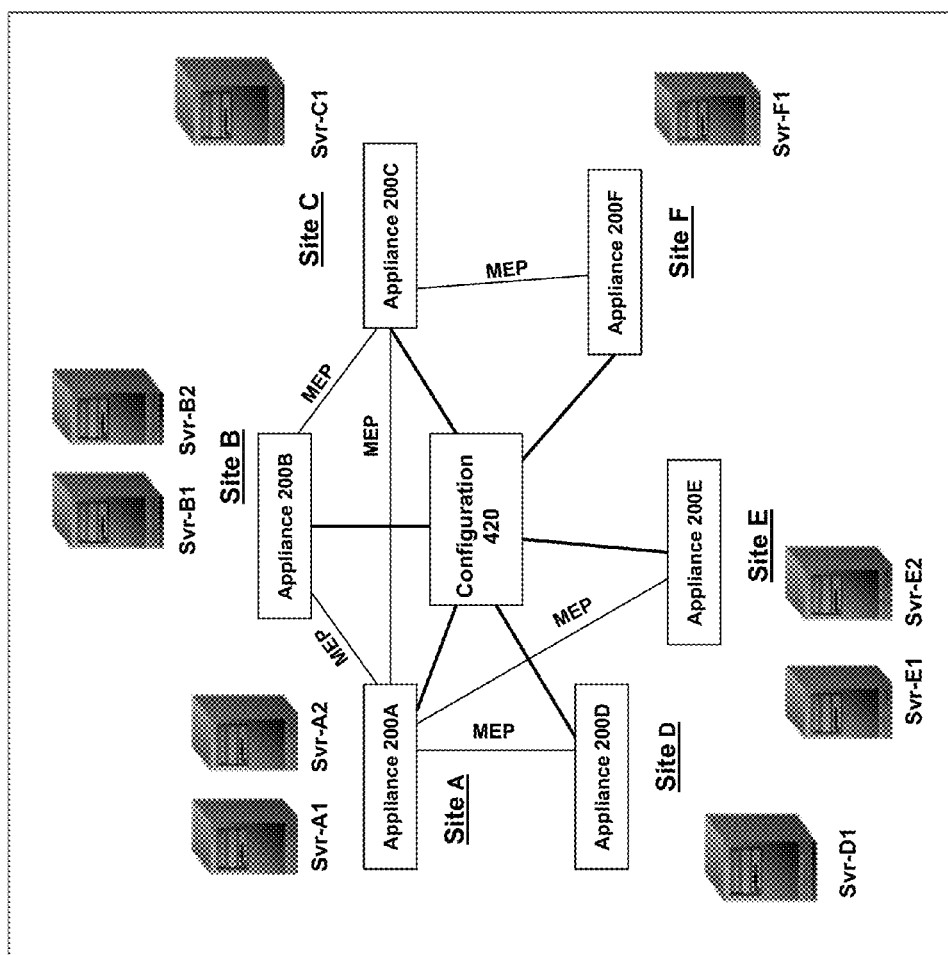 Svr-A1
Svr-A2
Svr-B1
Svr-B2
Svr-C1
Site B
Site C
Appliance 200B
Appliance 200A
Appliance 200C
MEP
MEP
MEP
Site A
Configuration
420
MEP
MEP
MEP
Appliance 200D
Appliance 200E
Appliance 200F
Site D
Site E
Site F
Svr-D1
Svr-E1
Svr-E2
Svr-F1